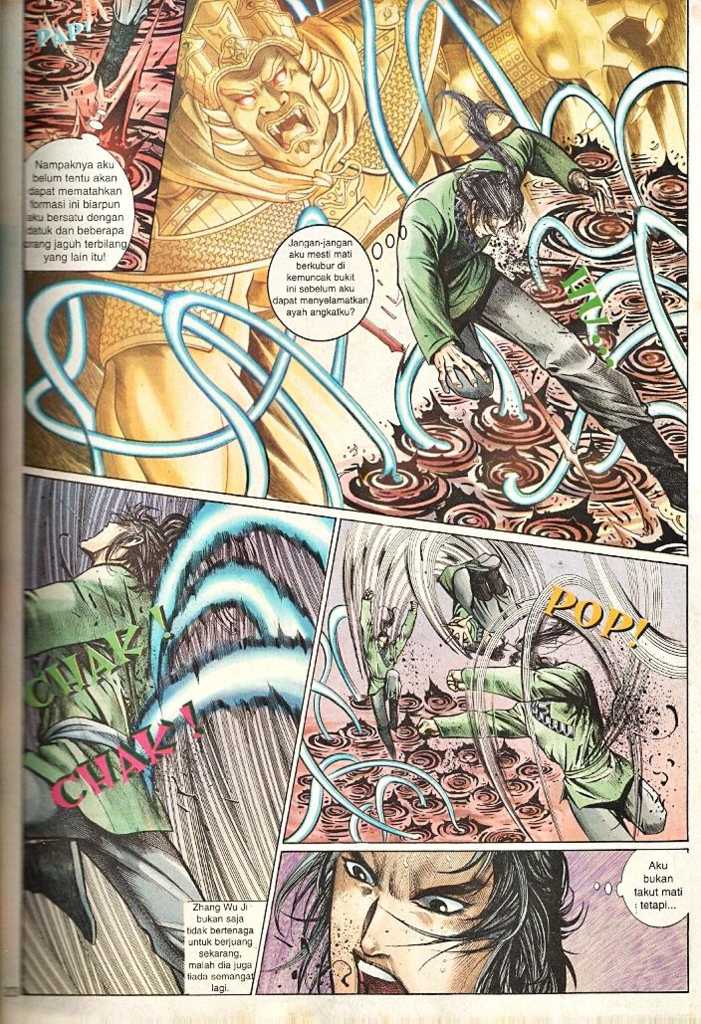 POP!
Nampaknya aku
belum tentu akan
dapat mematahkan
formasi ini biarpun
aku bersatu dengan
datuk dan beberapa
orang jaguh terbilang
yang lain itu!
Jangan-jangan
aku mesti mati
berkubur di
kemuncak bukit
ini sebelum aku
dapat menyelamatkan
ayah angkatku?
HU...
CHAK!
CHAK!
Zhang Wu Ji
bukan saja
tidak bertenaga
untuk berjuang
sekarang,
malah dia juga
tiada semangat
lagi.
POP!
Aku
bukan
takut mati
tetapi...